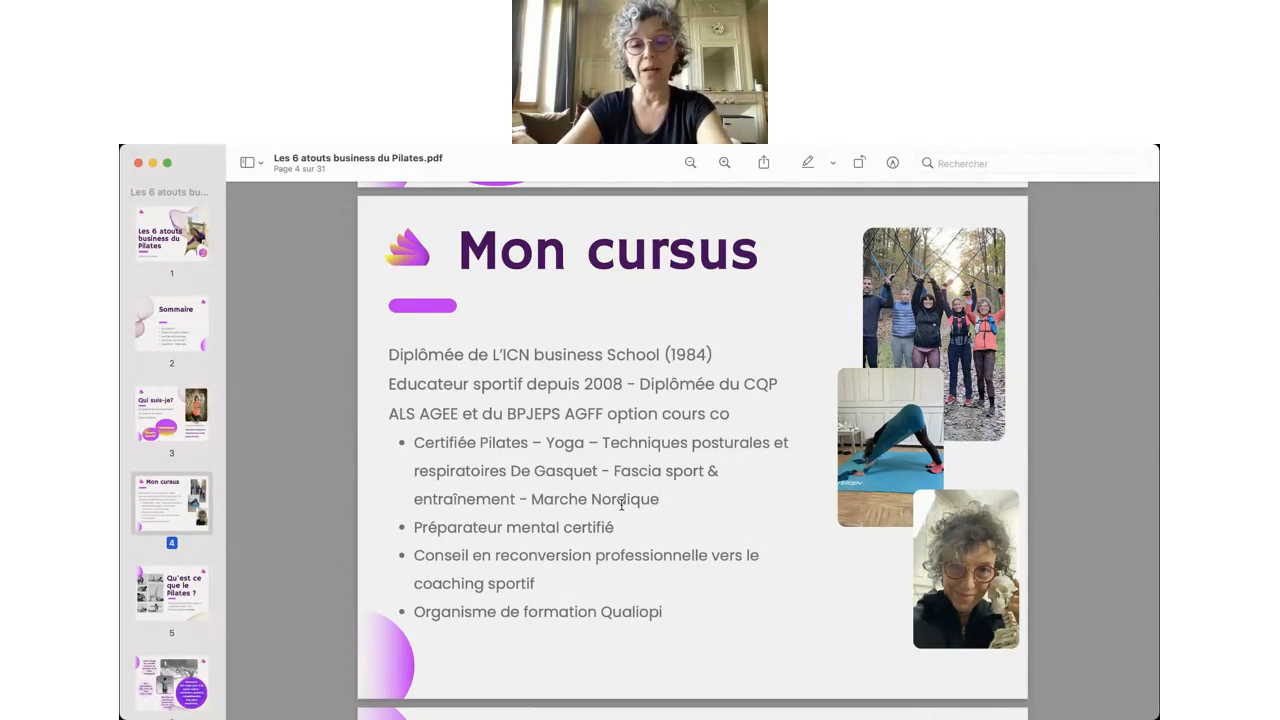 Les 6 atouts business du Pilates.pdf
Page 4 sur 31
Rechercher
Les 6 atouts bu...
Les 6 atouts
business du
Pilates
1
Sommaire
2
Qui suis-je?
3
Mon cursus
4
Qu'est ce
que le
Pilates ?
5
Mon cursus
Diplômée de L'ICN business School (1984)
Educateur sportif depuis 2008 - Diplômée du CQP
ALS AGEE et du BPJEPS AGFF option cours co
• Certifiée Pilates – Yoga – Techniques posturales et
respiratoires De Gasquet - Fascia sport &
entraînement - Marche Nordique
• Préparateur mental certifié
• Conseil en reconversion professionnelle vers le
coaching sportif
• Organisme de formation Qualiopi